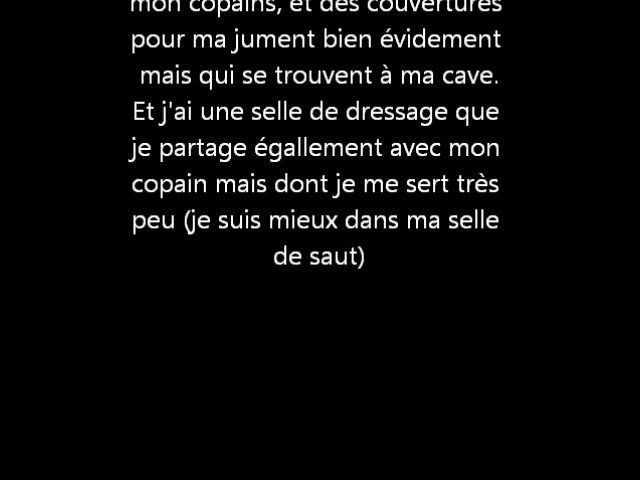 mon copains, et des couvertures
pour ma jument bien évidement
mais qui se trouvent à ma cave.
Et j'ai une selle de dressage que
je partage égallement avec mon
copain mais dont je me sert très
peu (je suis mieux dans ma selle
de saut)